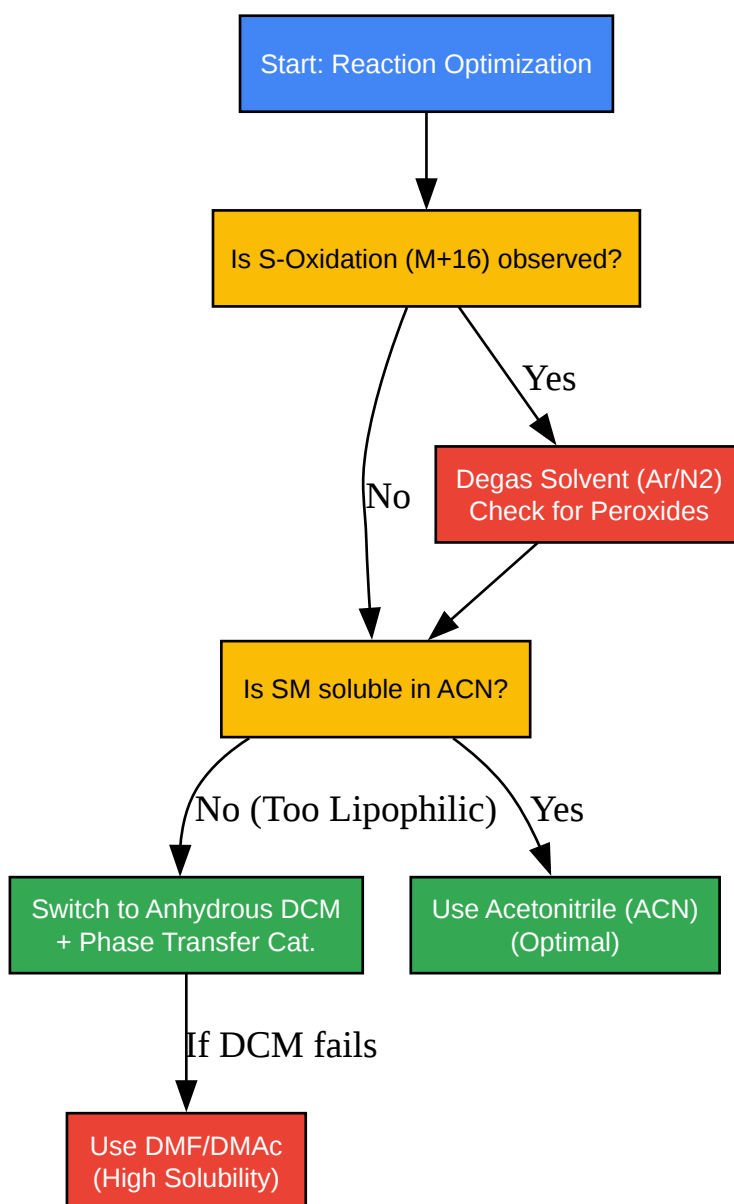 Start: Reaction Optimization
Is S-Oxidation (M+16) observed?
Yes
Degas Solvent (Ar/N2)
Check for Peroxides
No
Is SM soluble in ACN?
No (Too Lipophilic)
Yes
Switch to Anhydrous DCM
+ Phase Transfer Cat.
Use Acetonitrile (ACN)
(Optimal)
If DCM fails
Use DMF/DMAc
(High Solubility)